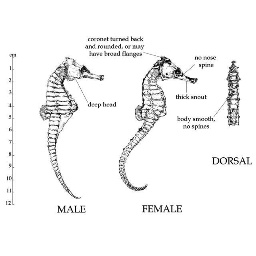 coronet turned back
and rounded, or may
have broad flanges
no nose
spine
cm
1
2
3
4
5
6
7
8
9
10
11
12
deep head
thick snout
body smooth,
no spines
DORSAL
MALE
FEMALE